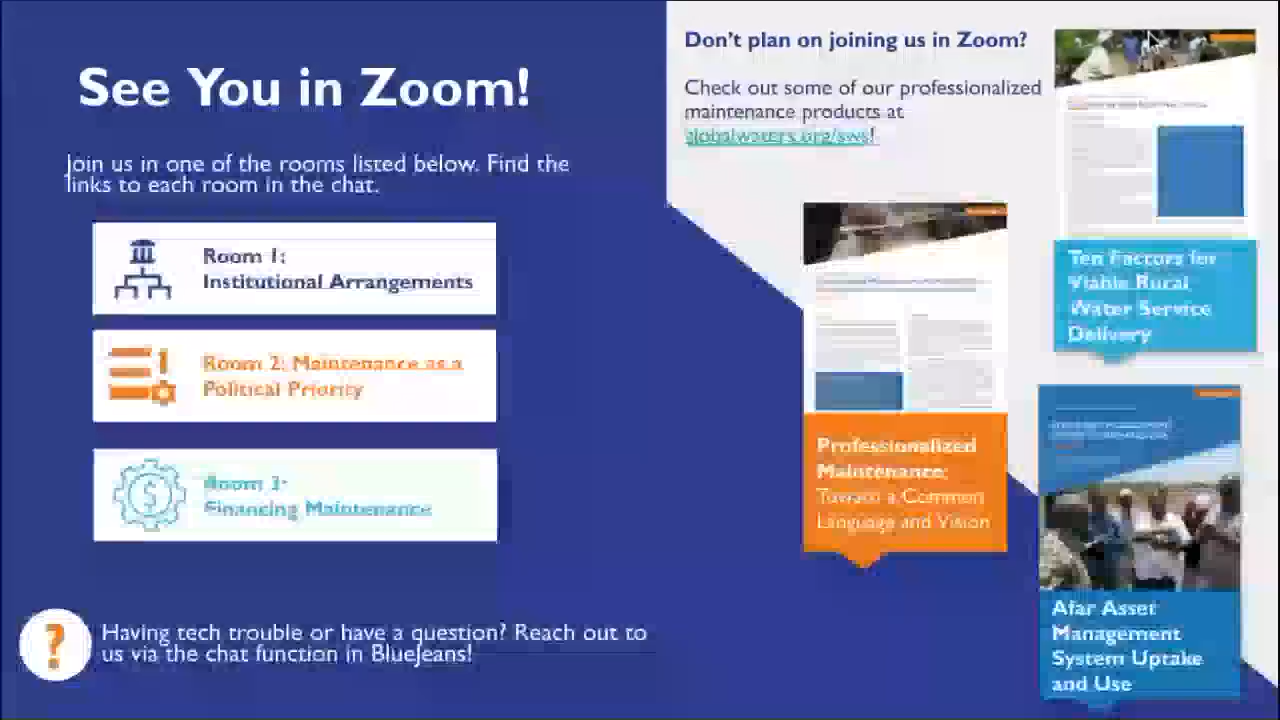 See You in Zoom!
Join us in one of the rooms listed below. Find the
links to each room in the chat.
Room 1:
Institutional Arrangements
Room 2: Maintenance as a
Political Priority
Room 3:
Financing Maintenance
Having tech trouble or have a question? Reach out to
us via the chat function in BlueJeans!
Don't plan on joining us in Zoom?
Check out some of our professionalized
maintenance products at
globalwaters.org/sws!
Ten Factors for
Viable Rural
Water Service
Delivery
Professionalized
Maintenance:
Toward a Common
Language and Vision
Afar Asset
Management
System Uptake
and Use